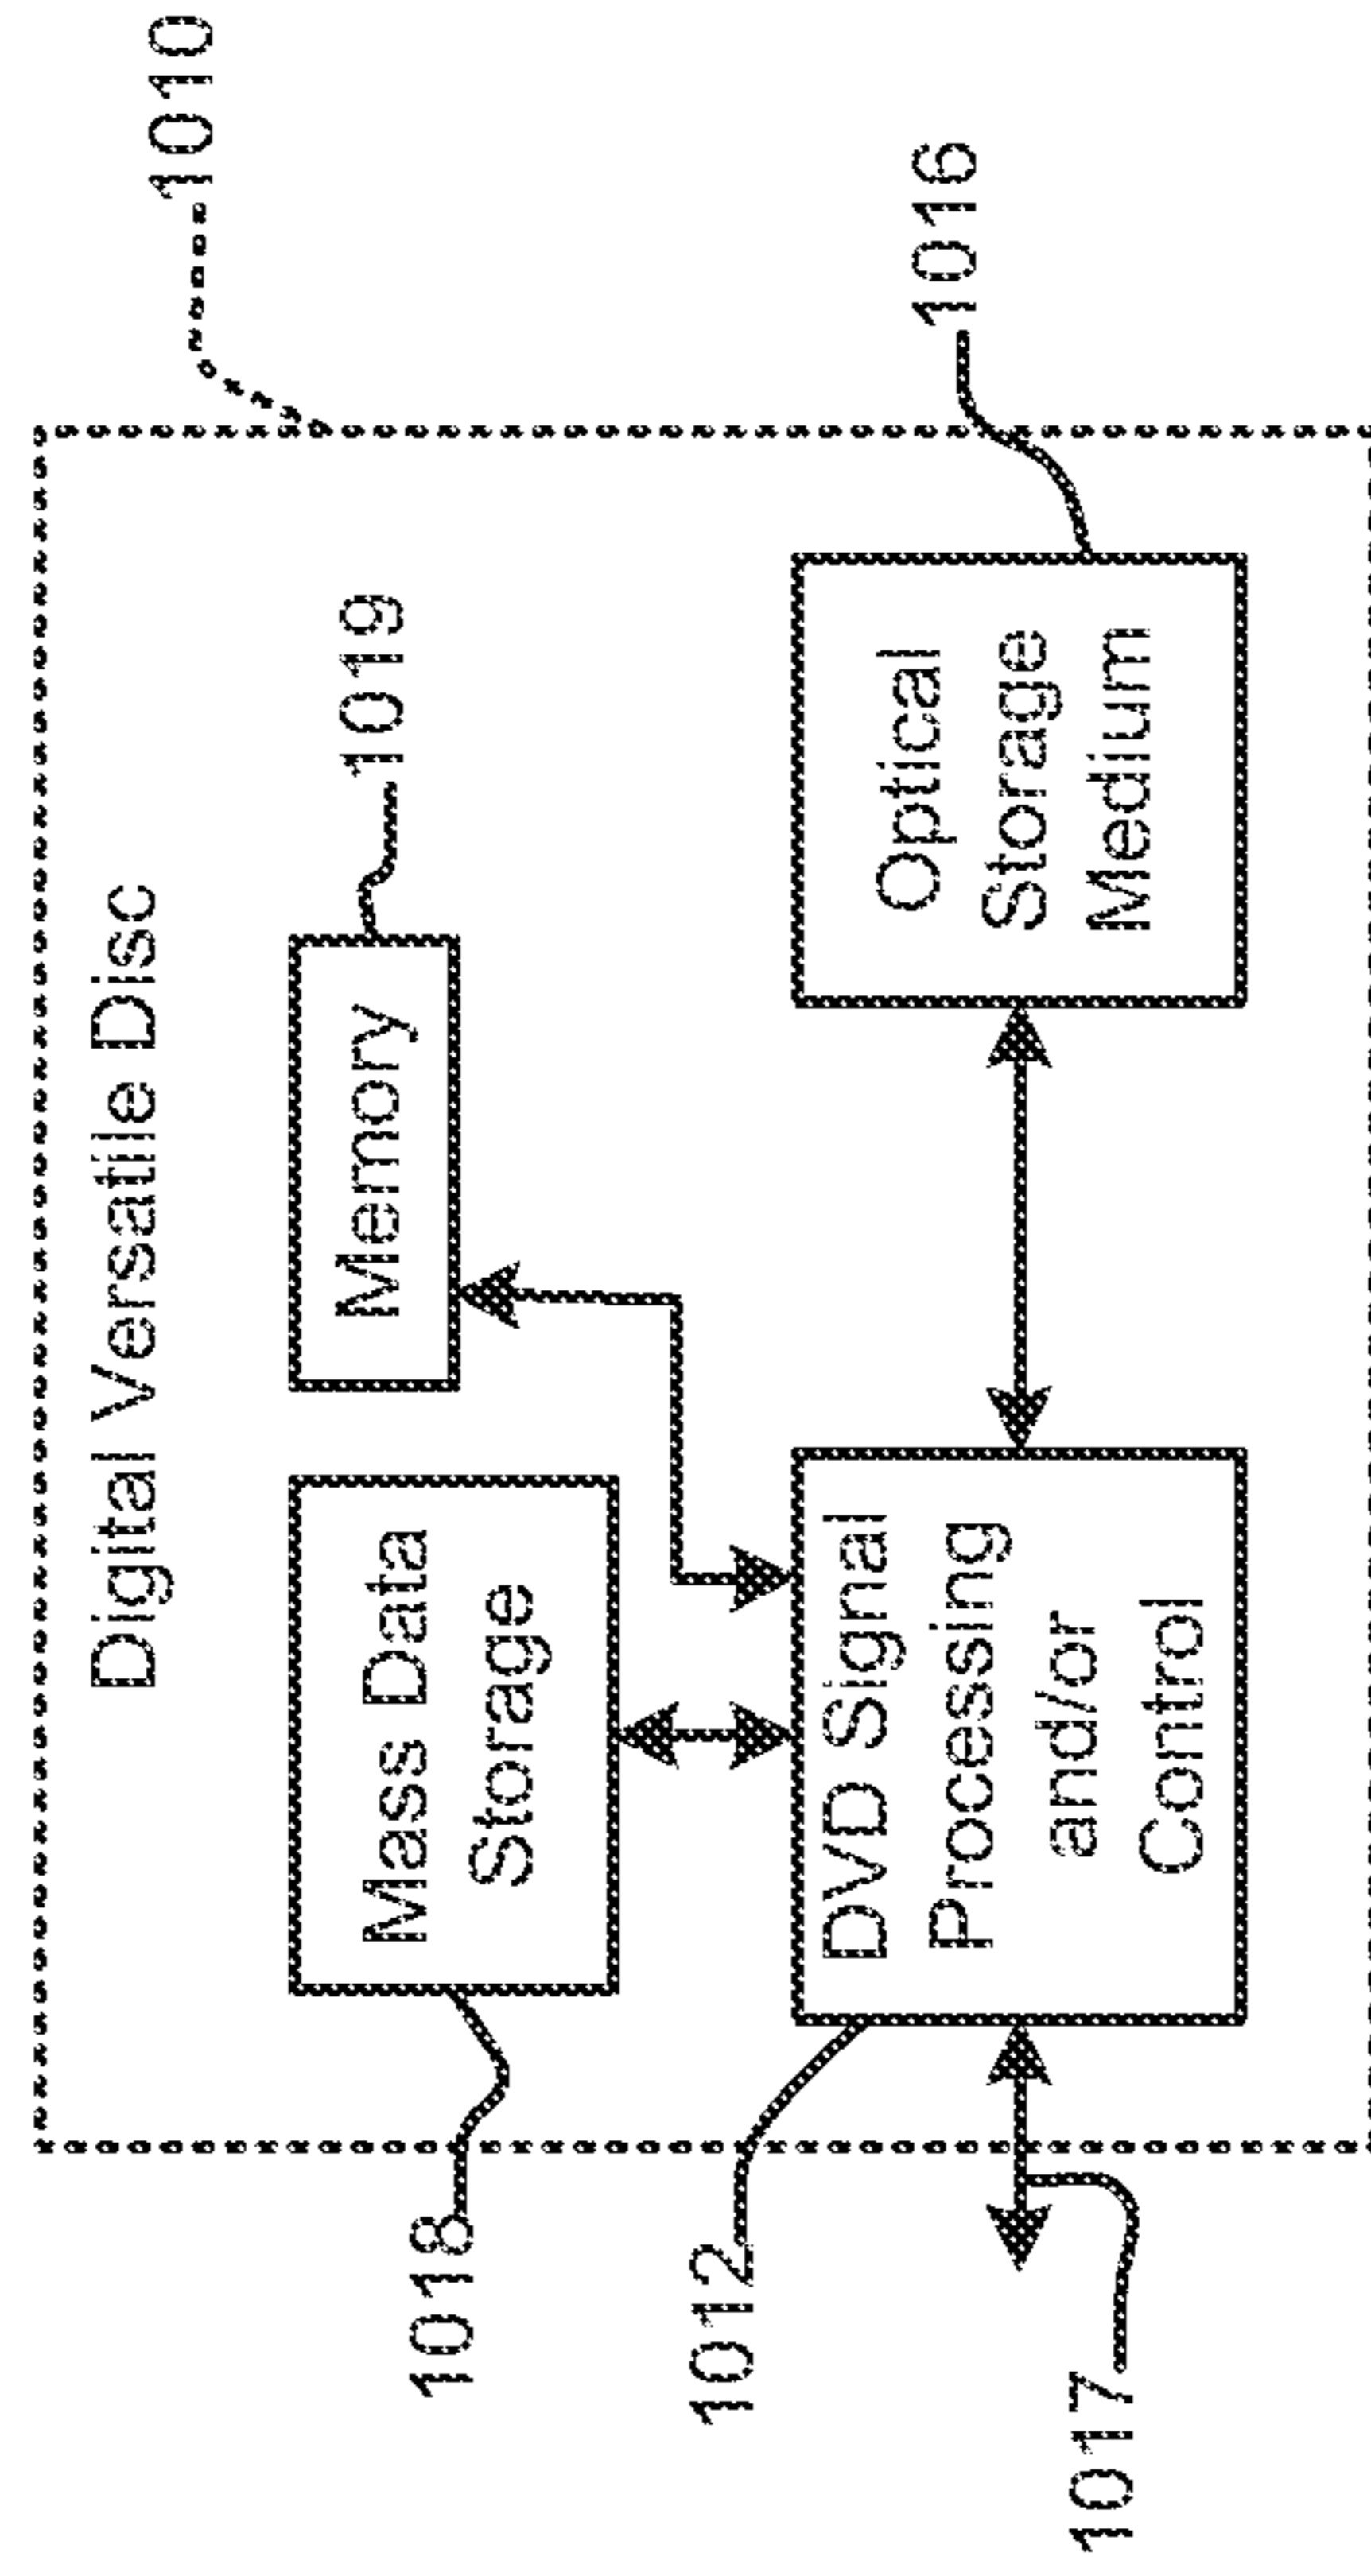 Digital Versatile Disc
1010
Mass Data
Storage
Memory
1019
1018
DVD Signal
Processing
and/or
Control
Optical
Storage
Medium
1016
1012
1017